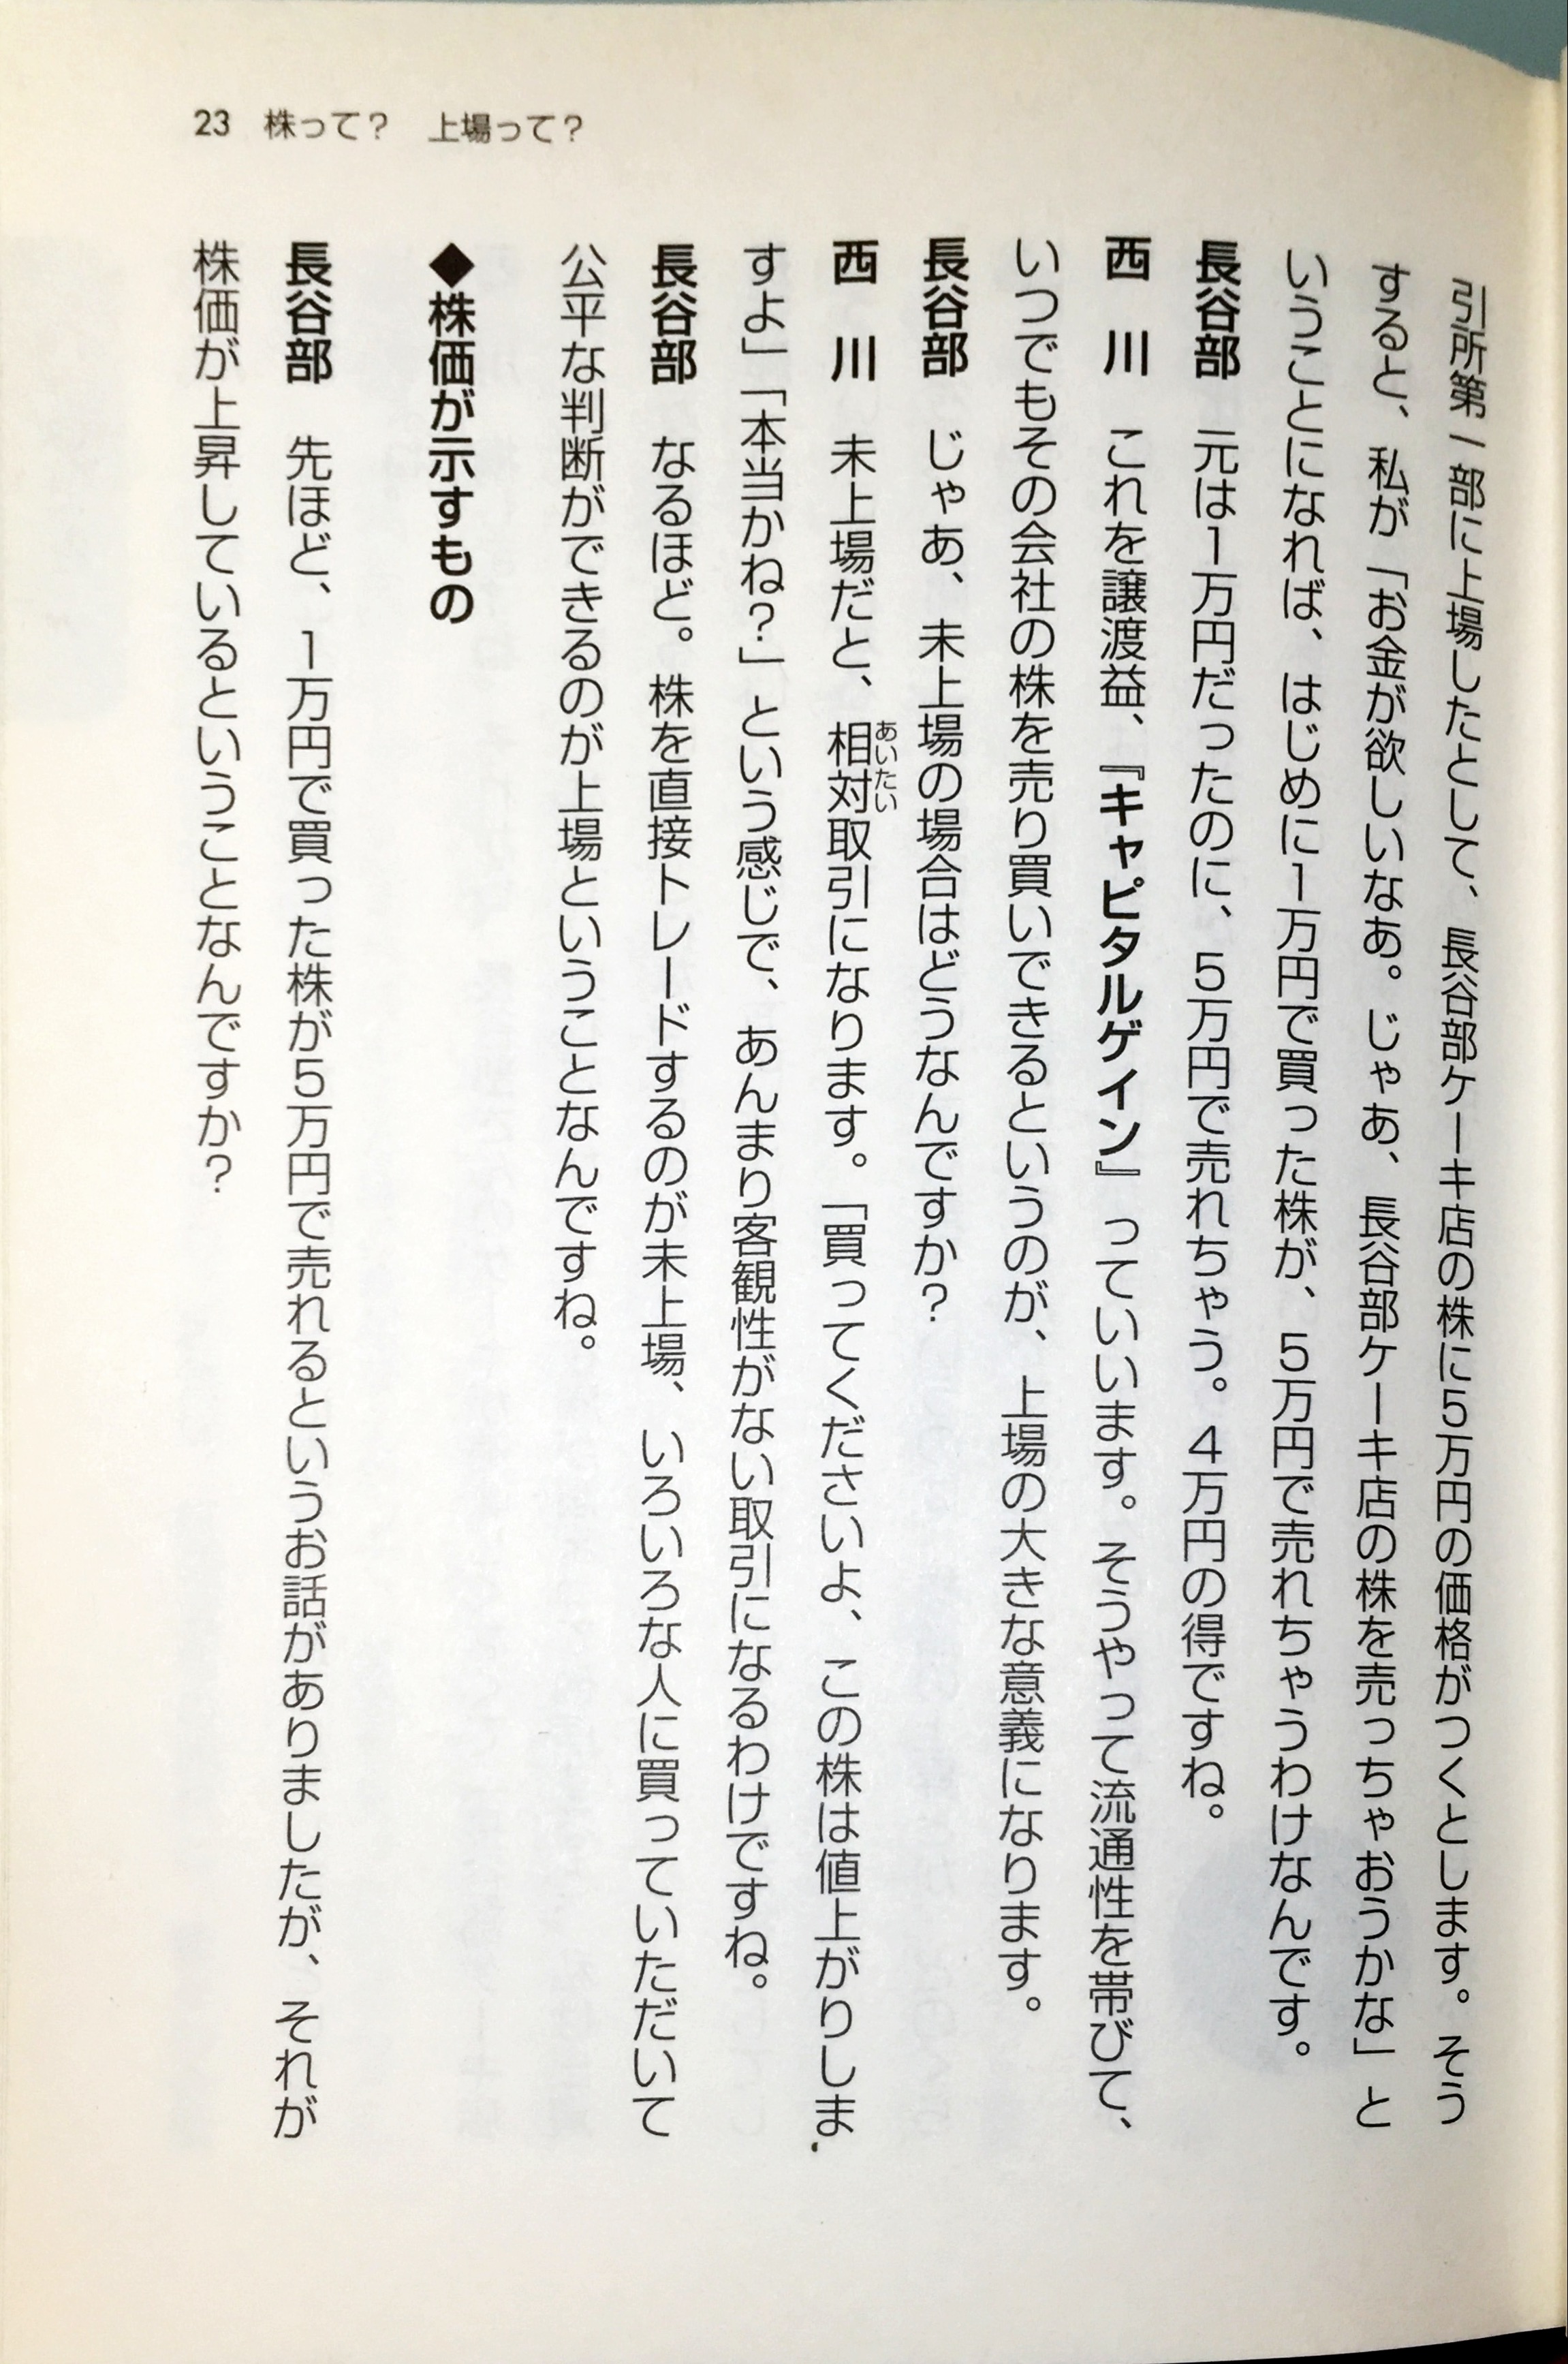 23　株って？　上場って？
引所第一部に上場したとして、長谷部ケーキ店の株に5万円の価格がつくとします。そう
すると、私が「お金が欲しいなあ。じゃあ、長谷部ケーキ店の株を売っちゃおうかな」と
いうことになれば、はじめに1万円で買った株が、5万円で売れちゃうわけなんです。
長谷部　元は1万円だったのに、5万円で売れちゃう。4万円の得ですね。
西　川　これを譲渡益、『キャピタルゲイン』っていいます。そうやって流通性を帯びて、
いつでもその会社の株を売り買いできるというのが、上場の大きな意義になります。
長谷部　じゃあ、未上場の場合はどうなんですか？
西　川　未上場だと、相対取引になります。「買ってくださいよ、この株は値上がりしま
あいたい
すよ」「本当かね？」という感じで、あんまり客観性がない取引になるわけですね。
長谷部　なるほど。株を直接トレードするのが未上場、いろいろな人に買っていただいて
公平な判断ができるのが上場ということなんですね。
◆株価が示すもの
長谷部　先ほど、1万円で買った株が5万円で売れるというお話がありましたが、それが
株価が上昇しているということなんですか？